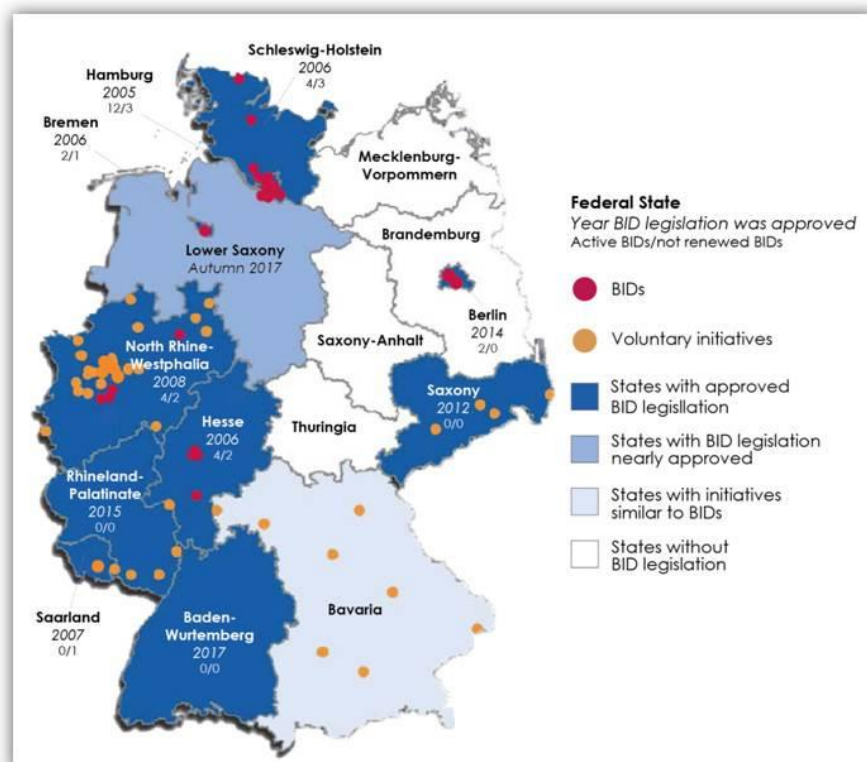 Schleswig-Holstein
2006
4/3
Hamburg
2005
12/3
Bremen
2006
2/1
Mecklenburg-
Vorpommern
Lower Saxony
Autumn 2017
Brandemburg
Berlin
2014
2/0
Saxony-Anhalt
North Rhine-
Westphalia
2008
4/2
Hesse
2006
4/2
Thuringia
Saxony
2012
0/0
Rhineland-
Palatinate
2015
0/0
Saarland
2007
0/1
Baden-
Wurtemberg
2017
0/0
Bavaria
Federal State
Year BID legislation was approved
Active BIDs/not renewed BIDs
BIDs
Voluntary initiatives
States with approved
BID legisllation
States with BID legislation
nearly approved
States with initiatives
similar to BIDs
States without
BID legislation